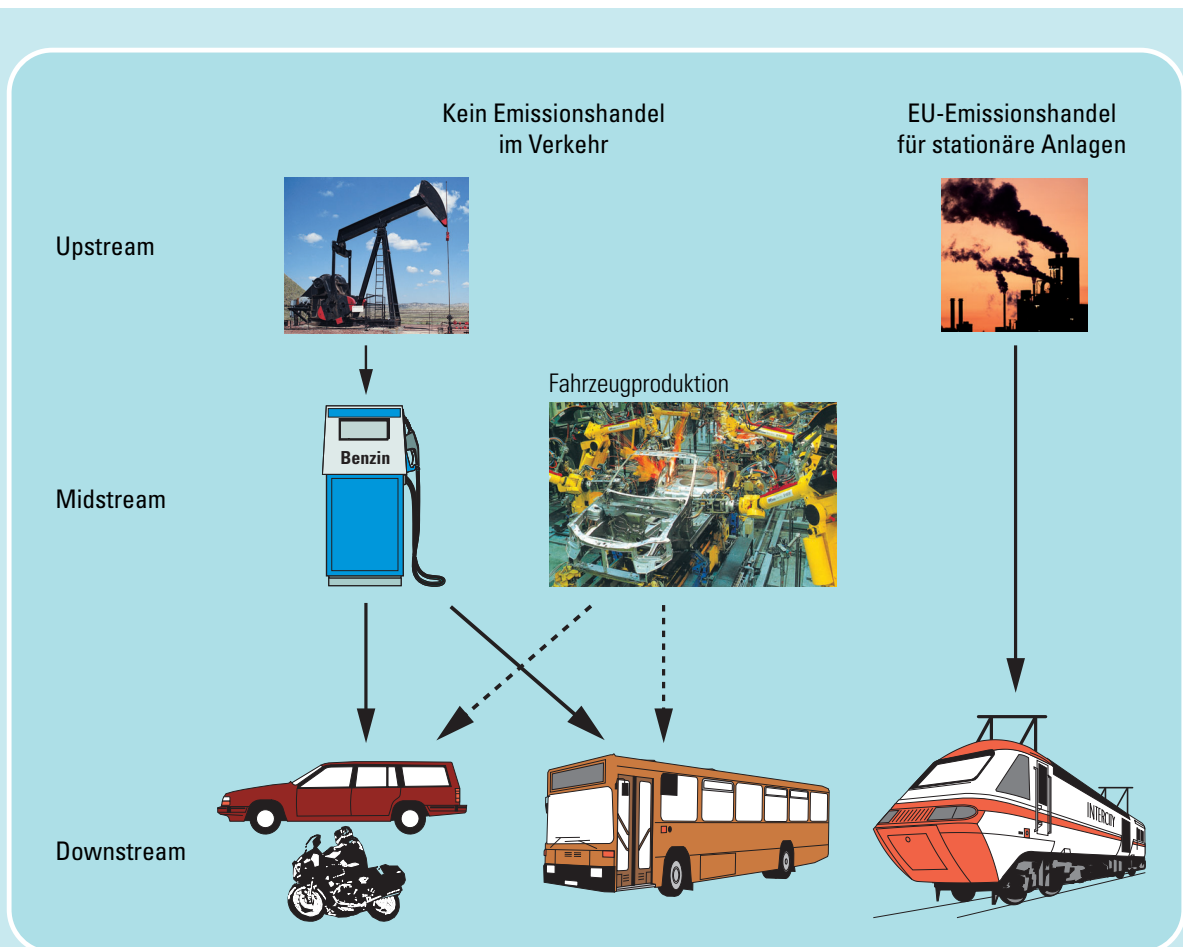 Kein Emissionshandel
im Verkehr
EU-Emissionshandel
für stationäre Anlagen
Upstream
Fahrzeugproduktion
Benzin
Midstream
INTERCITY
Downstream